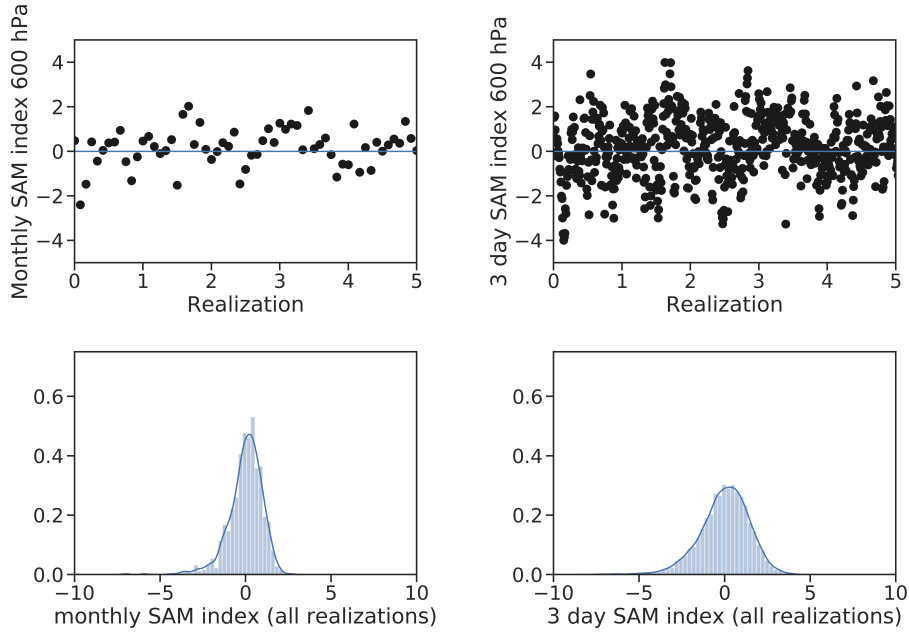 Monthly SAM index 600 hPa
4
2
0
−2
−4
0 1 2 3 4 5
Realization
3 day SAM index 600 hPa
4
2
0
−2
−4
0 1 2 3 4 5
Realization
0.6
0.4
0.2
0.0
−10 −5 0 5 10
monthly SAM index (all realizations)
0.6
0.4
0.2
0.0
−10 −5 0 5 10
3 day SAM index (all realizations)